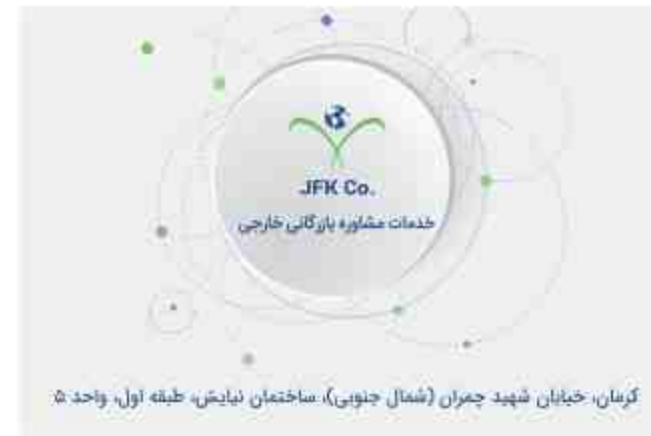 JFK Co.
خدمات مشاوره بازرگانی خارجی
کرمان، خیابان شهید چمران (شمال جنوبی)، ساختمان نیایش، طبقه اول، واحد ۵